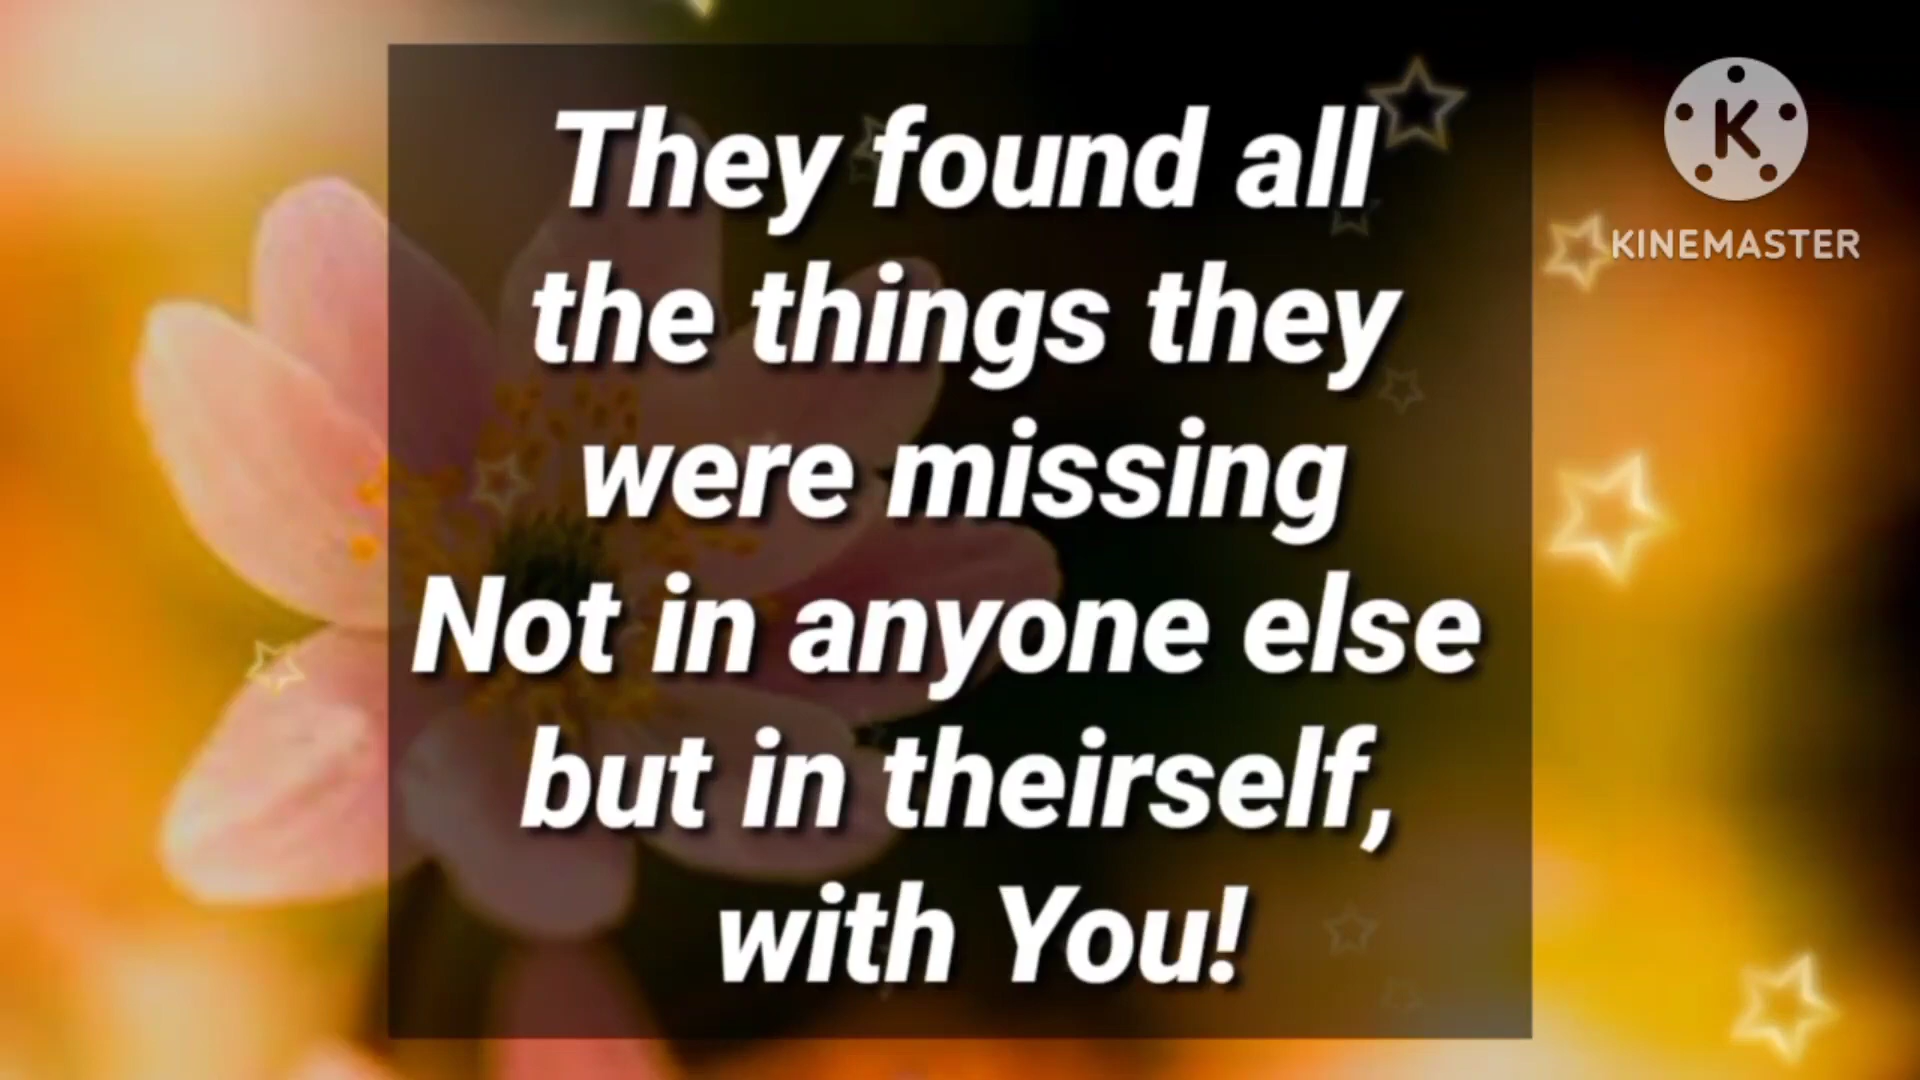 They found all
the things they
were missing
Not in anyone else
but in theirself,
with You!
K
KINEMASTER